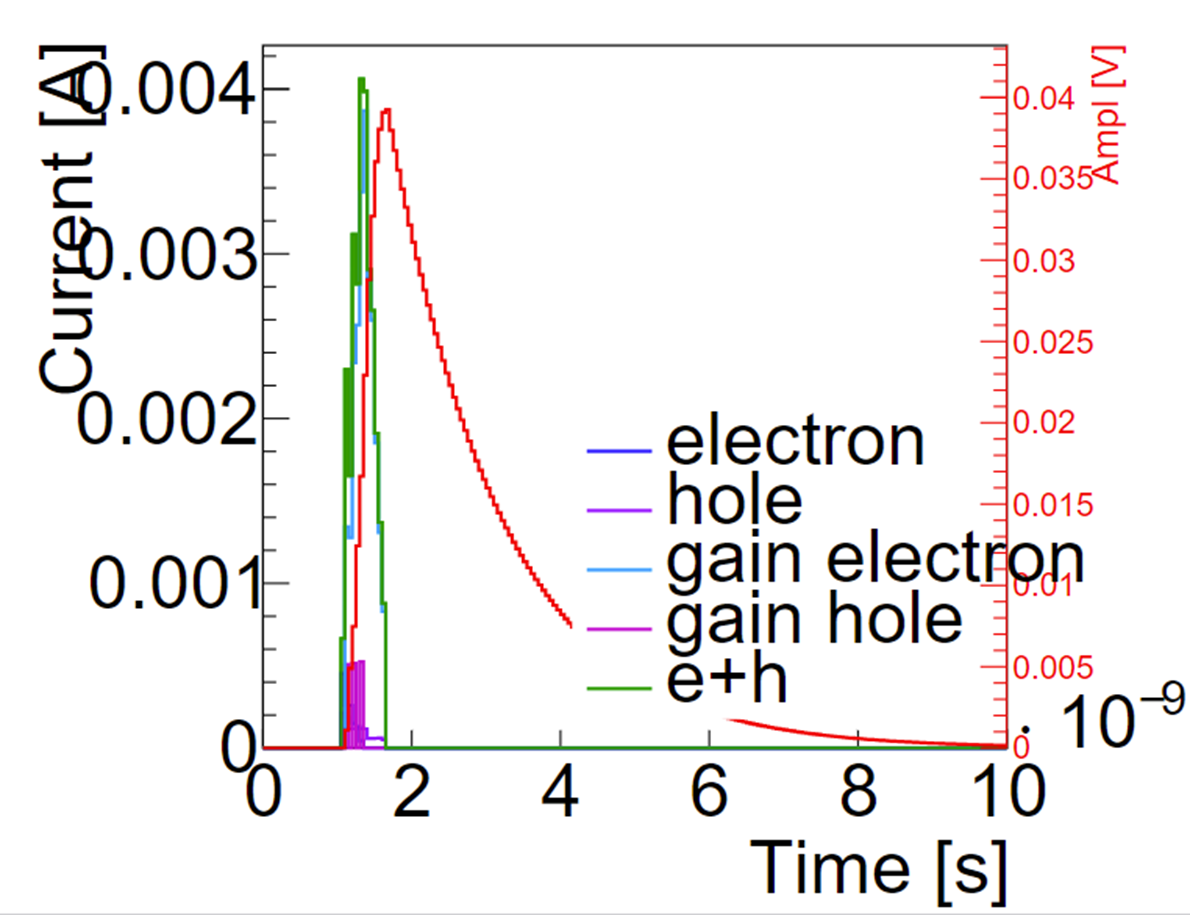 Current [A]
0.004
0.003
0.002
0.001
0
0
2
4
6
8
10
Time [s]
electron
hole
gain electron
gain hole
e+h
Ampl [V]
0.04
0.035
0.03
0.025
0.02
0.015
0.01
0.005
0
· 10⁻⁹